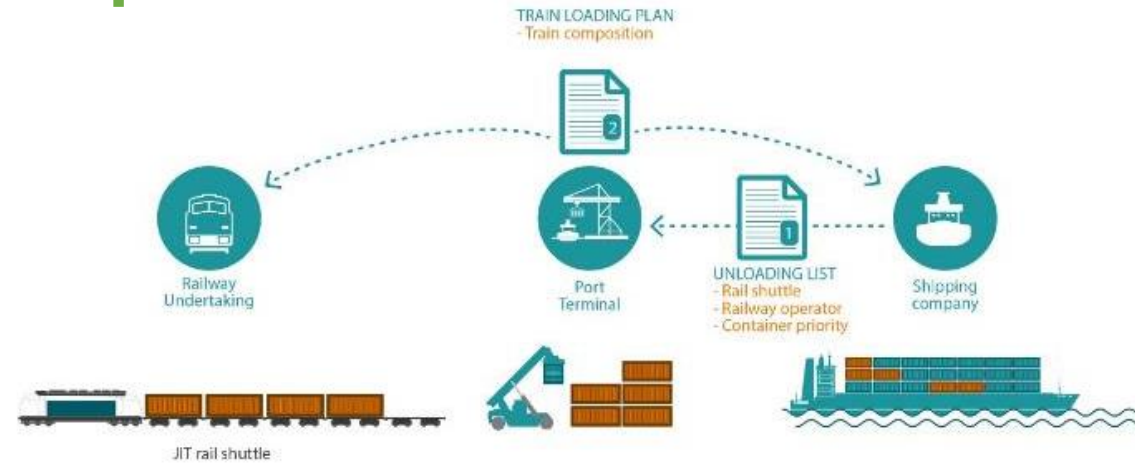 TRAIN LOADING PLAN
- Train composition
2
1
Railway
Undertaking
Port
Terminal
UNLOADING LIST
- Rail shuttle
- Railway operator
- Container priority
Shipping
company
JIT rail shuttle